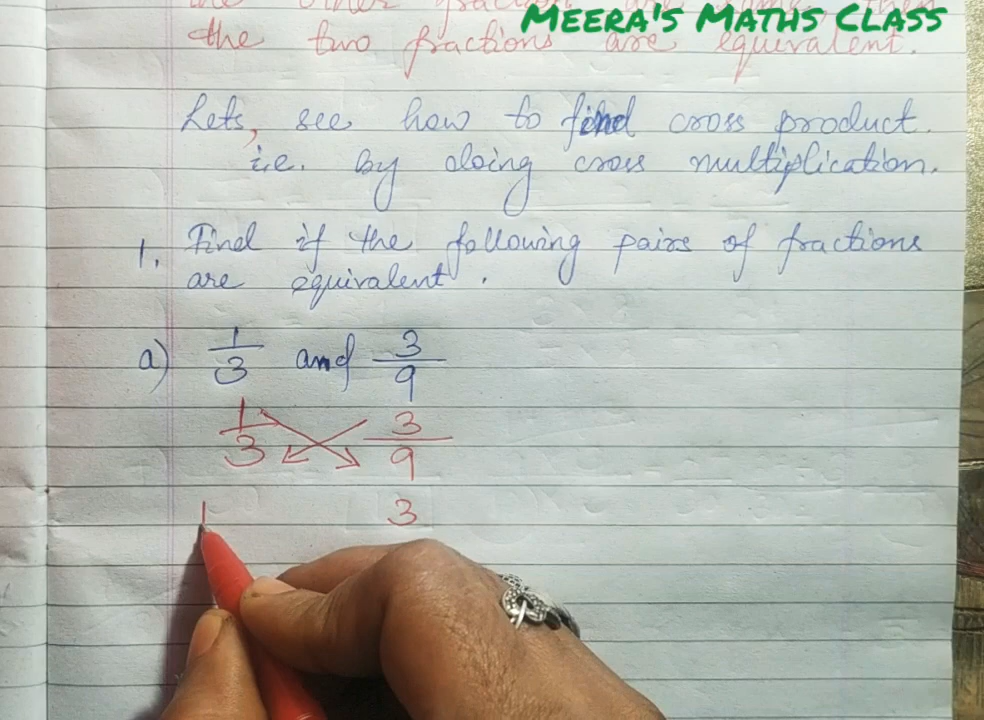 MEERA'S MATHS CLASS
the two fractions are equivalent.
Lets, see how to find cross product.
i.e. by doing cross multiplication.
1. Find if the following pairs of fractions
are equivalent.
a) 1/3 and 3/9
1/3 3/9
1 3